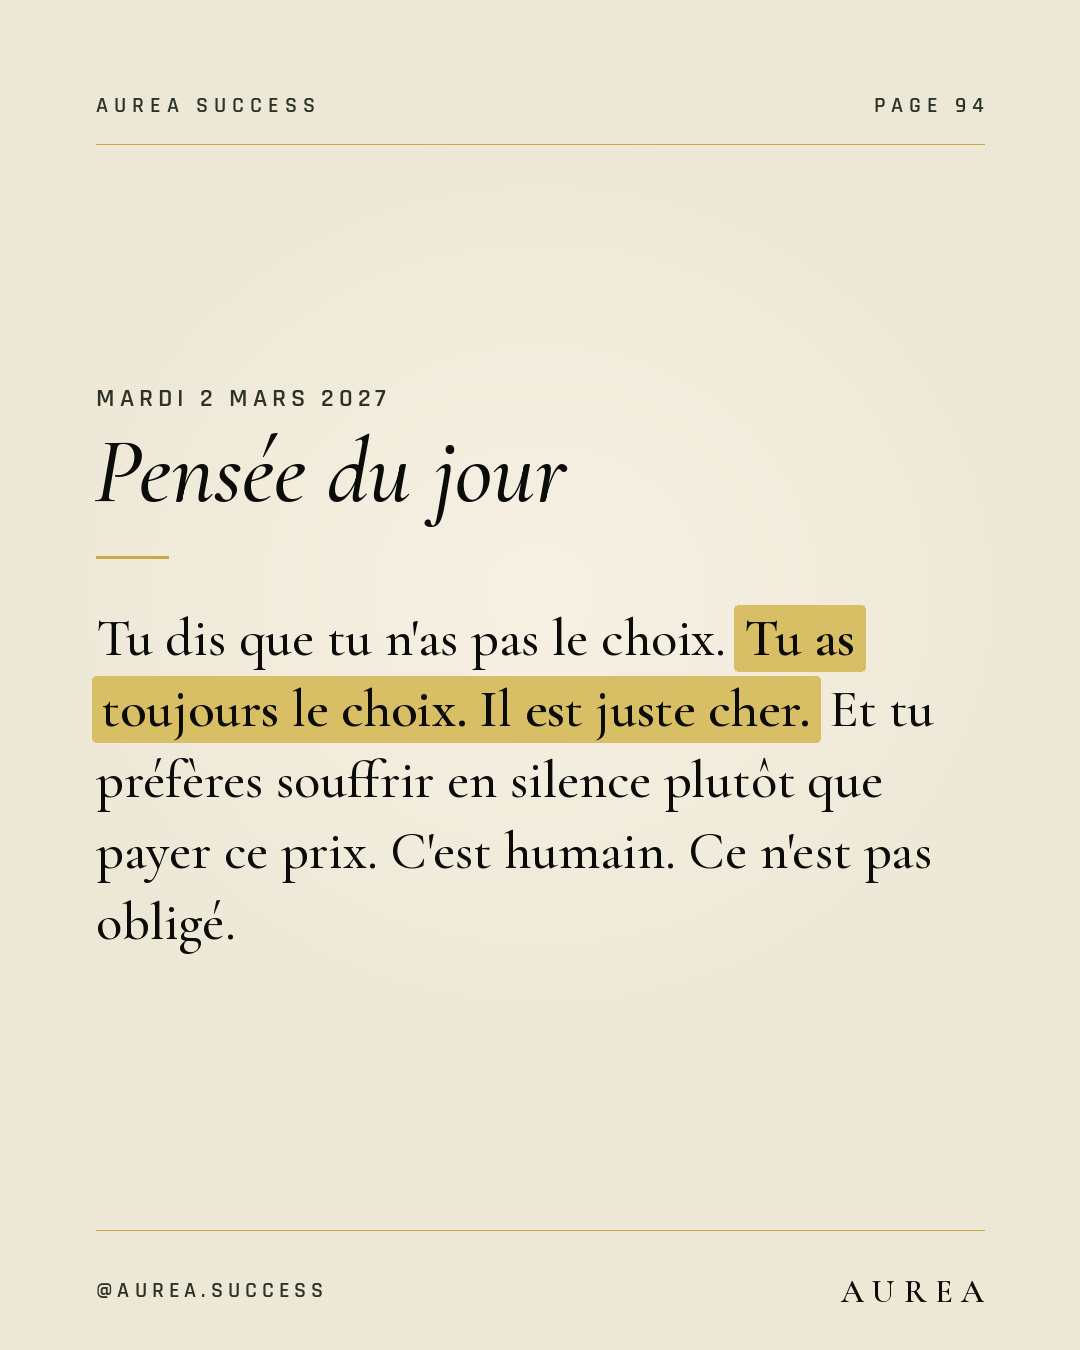 AUREA SUCCESS
PAGE 94
MARDI 2 MARS 2027
Pensée du jour
Tu dis que tu n'as pas le choix. Tu as
toujours le choix. Il est juste cher. Et tu
préfères souffrir en silence plutôt que
payer ce prix. C'est humain. Ce n'est pas
obligé.
@AUREA.SUCCESS
AUREA